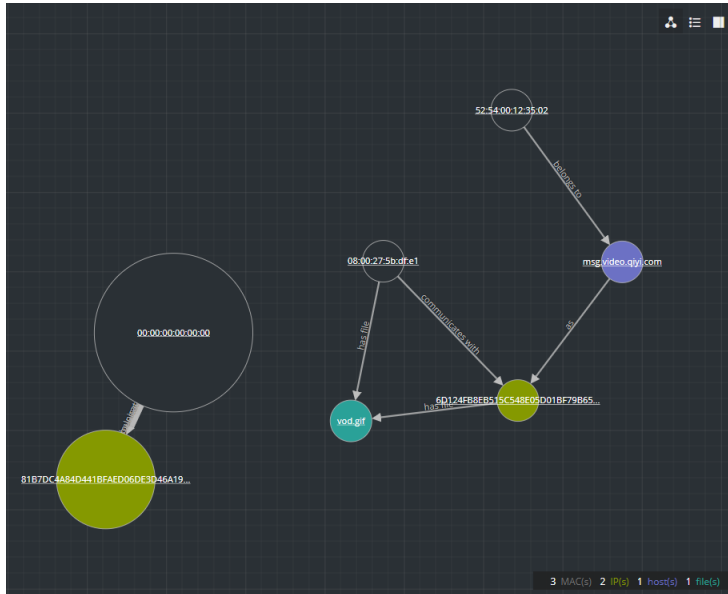 52:54:00:12:35:02
belongs to
08:00:27:5b:df:e1
msg.video.qiyi.com
communicates with
as
has file
00:00:00:00:00:00
6D124FB8EB515C548E05D01BF79B65...
has file
vod.gif
81B7DC4A84D441BFAED06DE3D46A19...
3 MAC(s) 2 IP(s) 1 host(s) 1 file(s)